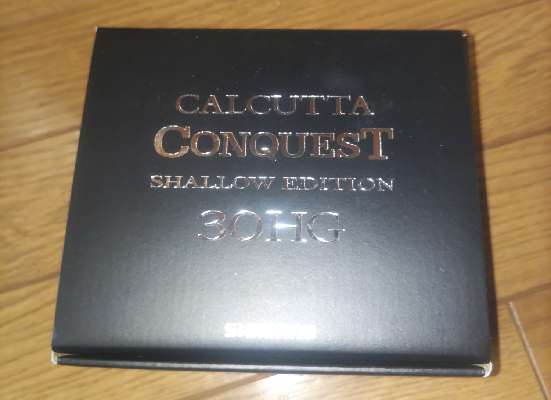 CALCUTTA
CONQUEST
SHALLOW EDITION
30HG